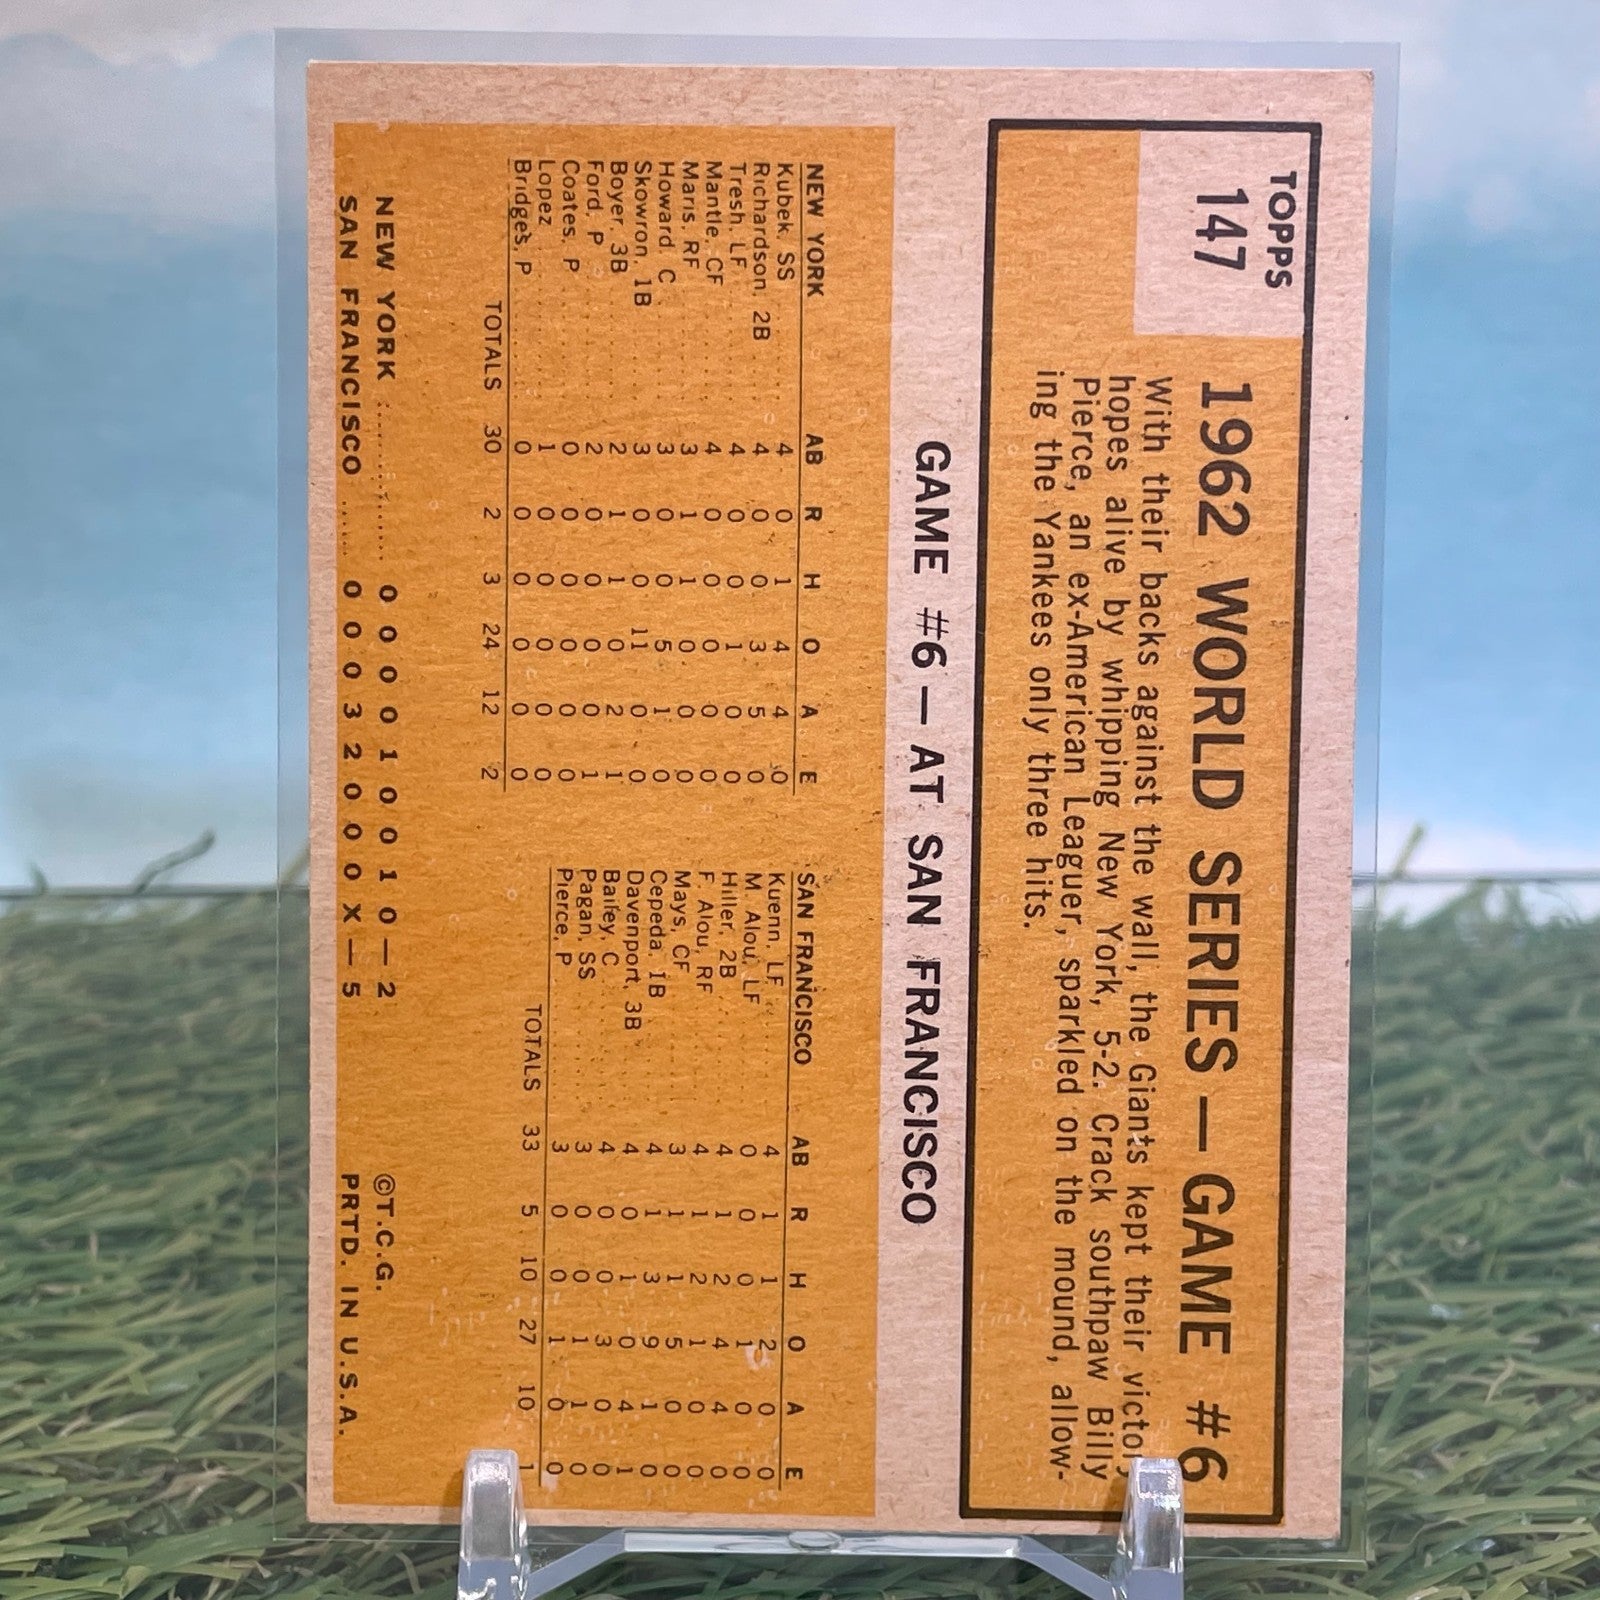 TOPPS
147
1962 WORLD SERIES—GAME #6
With their backs against the wall, the Giants kept their victory
hopes alive by whipping New York, 5-2. Crack southpaw Billy
Pierce, an ex-American Leaguer, sparkled on the mound, allow-
ing the Yankees only three hits.
GAME #6—AT SAN FRANCISCO
NEW YORK AB R H O A E
Kubek, SS 4 0 1 4 4 0
Richardson, 2B 4 0 0 3 5 0
Tresh, LF 4 0 0 1 0 0
Mantle, CF 4 0 0 0 0 0
Maris, RF 3 1 1 0 0 0
Howard, C 3 0 0 5 1 0
Skowron, 1B 3 0 0 11 0 0
Boyer, 3B 2 1 1 0 2 1
Ford, P 2 0 0 0 0 1
Coates, P 0 0 0 0 0 0
Lopez 1 0 0 0 0 0
Bridges, P 0 0 0 0 0 0
TOTALS 30 2 3 24 12 2
SAN FRANCISCO AB R H O A E
Kuenn, LF 4 1 1 2 0 0
M. Alou, LF 0 0 0 1 0 0
Hiller, 2B 4 1 2 4 4 0
F. Alou, RF 4 1 2 1 0 0
Mays, CF 3 1 1 5 0 0
Cepeda, 1B 4 1 3 9 1 0
Davenport, 3B 4 0 1 0 4 1
Bailey, C 4 0 0 3 0 0
Pagan, SS 3 0 0 1 1 0
Pierce, P 3 0 0 1 0 0
TOTALS 33 5 10 27 10 1
NEW YORK 0 0 0 0 1 0 0 1 0—2
SAN FRANCISCO 0 0 0 3 2 0 0 0 X—5
©T.C.G.
PRTD. IN U.S.A.